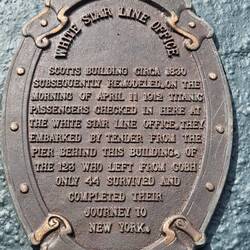 WHITE STAR LINE OFFICE
SCOTTS BUILDING CIRCA 1830
SUBSEQUENTLY REMODELED, ON THE
MORNING OF APRIL 11 1912 TITANIC
PASSENGERS CHECKED IN HERE AT
THE WHITE STAR LINE OFFICE, THEY
EMBARKED BY TENDER FROM THE
PIER BEHIND THIS BUILDING, OF
THE 123 WHO LEFT FROM COBH
ONLY 44 SURVIVED AND
COMPLETED THEIR
JOURNEY TO
NEW YORK.